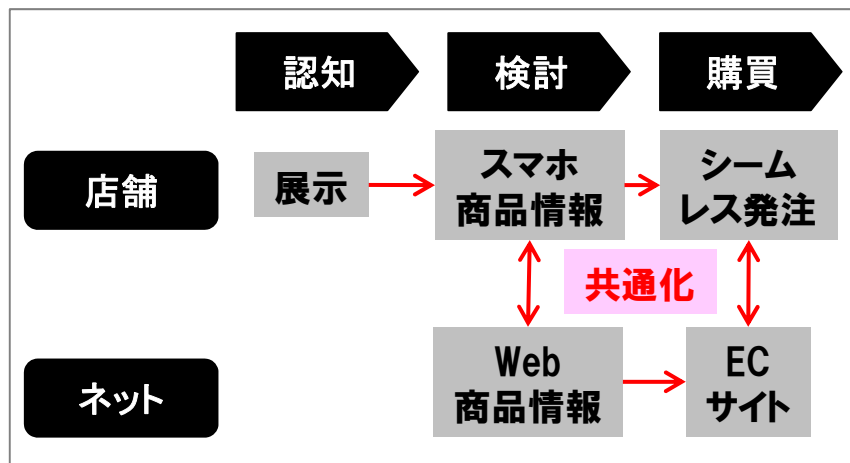 認知
検討
購買
店舗
展示
スマホ
商品情報
シーム
レス発注
共通化
ネット
Web
商品情報
EC
サイト